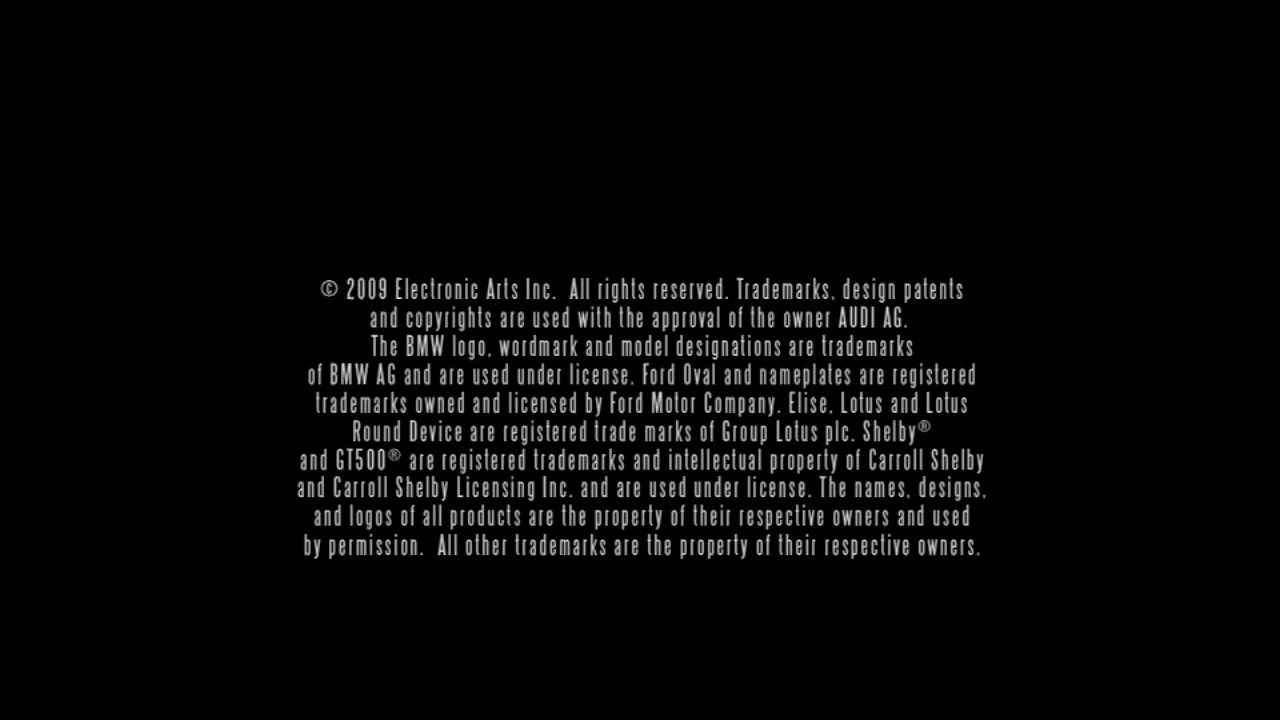 © 2009 Electronic Arts Inc.  All rights reserved. Trademarks, design patents
and copyrights are used with the approval of the owner AUDI AG.
The BMW logo, wordmark and model designations are trademarks
of BMW AG and are used under license, Ford Oval and nameplates are registered
trademarks owned and licensed by Ford Motor Company. Elise, Lotus and Lotus
Round Device are registered trade marks of Group Lotus plc. Shelby®
and GT500® are registered trademarks and intellectual property of Carroll Shelby
and Carroll Shelby Licensing Inc. and are used under license. The names, designs,
and logos of all products are the property of their respective owners and used
by permission.  All other trademarks are the property of their respective owners.